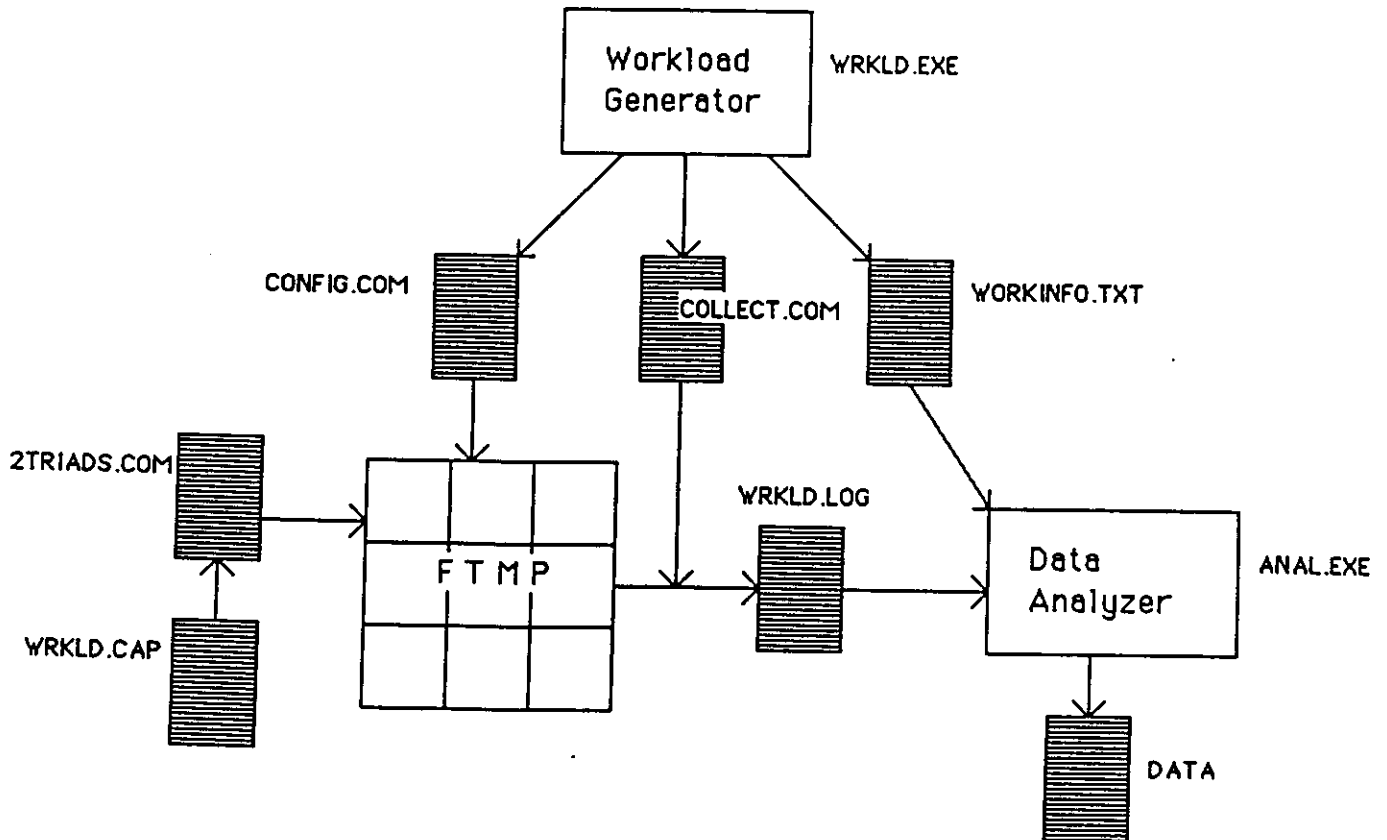 Workload
Generator
WRKLD.EXE
CONFIG.COM
COLLECT.COM
WORKINFO.TXT
2TRIADS.COM
WRKLD.LOG
F T M P
Data
Analyzer
ANAL.EXE
WRKLD.CAP
DATA